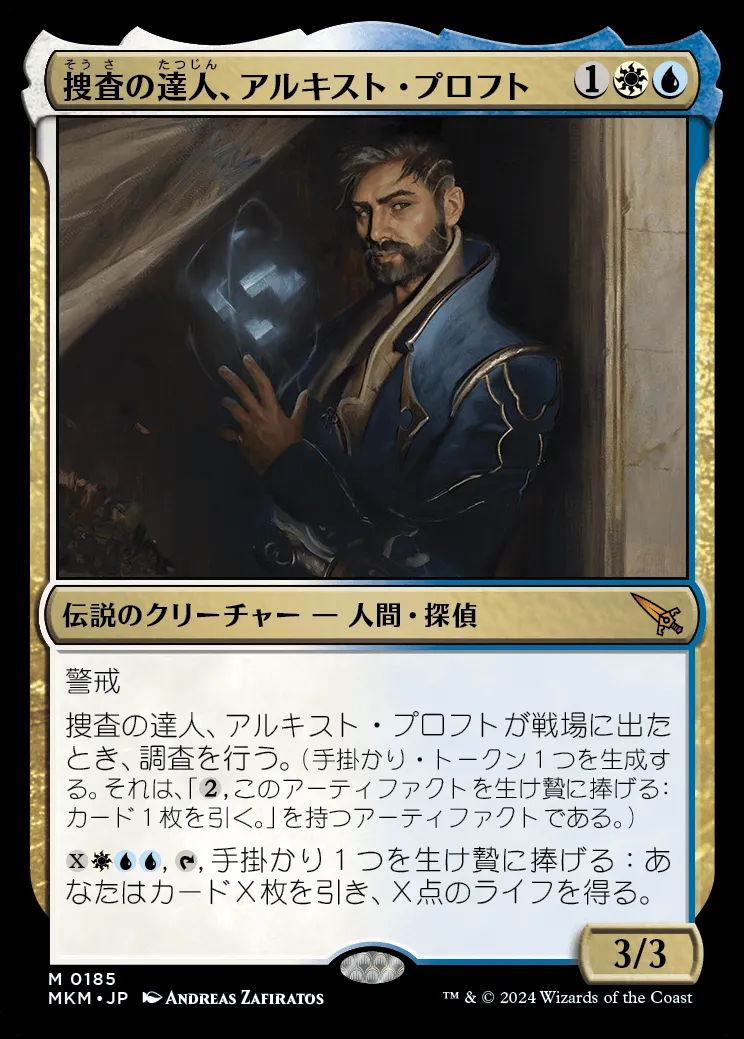 そうさ たつじん
捜査の達人、アルキスト・プロフト 1
伝説のクリーチャー — 人間・探偵
警戒
捜査の達人、アルキスト・プロフトが戦場に出た
とき、調査を行う。（手掛かり・トークン１つを生成す
る。それは、「2,このアーティファクトを生け贄に捧げる：
カード１枚を引く。」を持つアーティファクトである。）
X, , 手掛かり１つを生け贄に捧げる：あ
なたはカードX枚を引き、X点のライフを得る。
3/3
M 0185
MKM • JP Andreas Zafiratos
™ & © 2024 Wizards of the Coast